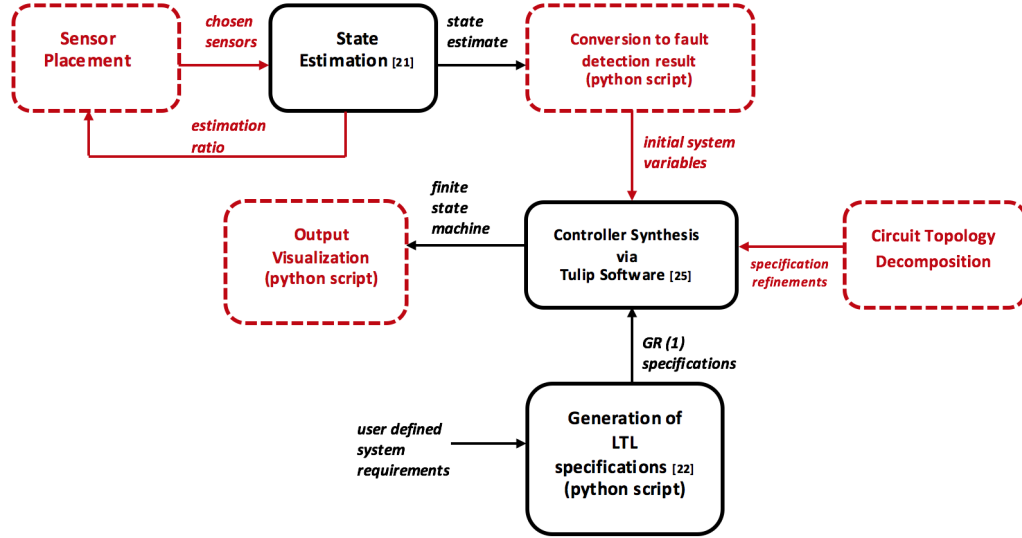 Sensor
Placement
chosen
sensors
State
Estimation [21]
state
estimate
Conversion to fault
detection result
(python script)
estimation
ratio
initial system
variables
finite
state
machine
Output
Visualization
(python script)
Controller Synthesis
via
Tulip Software [25]
specification
refinements
Circuit Topology
Decomposition
GR (1)
specifications
user defined
system
requirements
Generation of
LTL
specifications [22]
(python script)